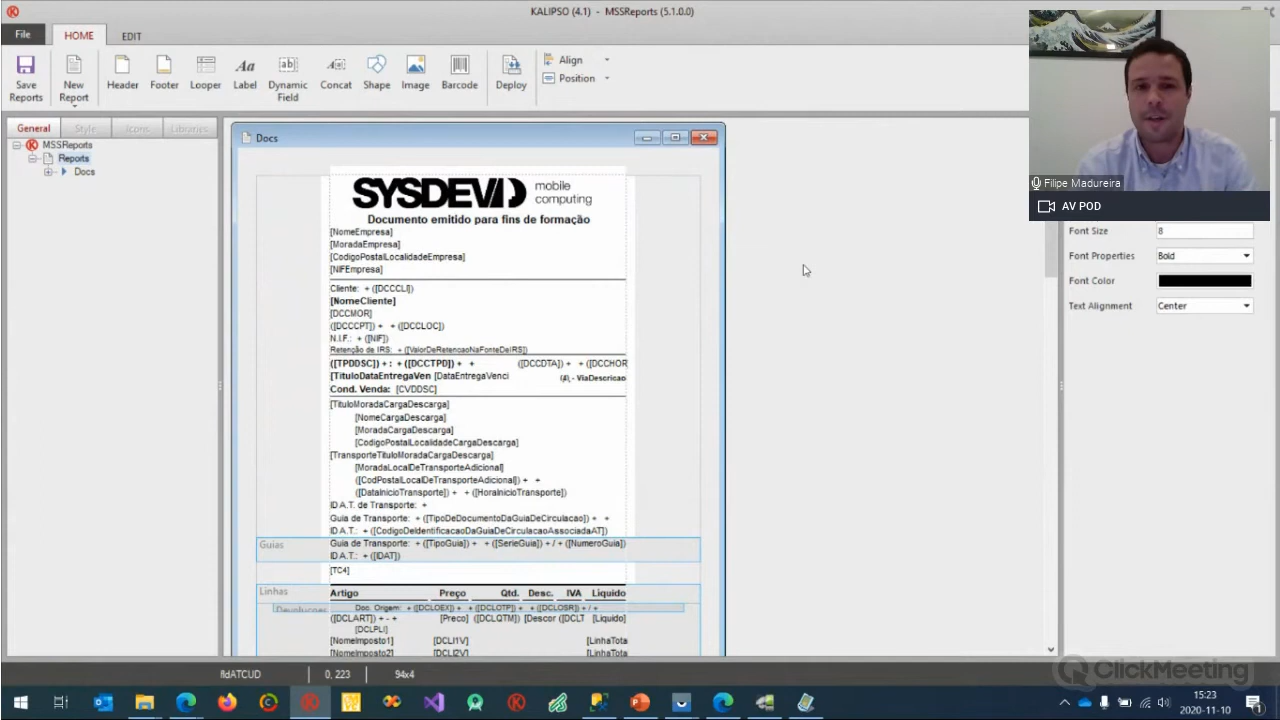 KALIPSO (4.1) - MSSReports (5.1.0.0)
File
HOME
EDIT
Save Reports
New Report
Header
Footer
Looper
Label
Dynamic Field
Concat
Shape
Image
Barcode
Deploy
Align
Position
General
Style
Icons
Libraries
MSSReports
Reports
Docs
Docs
SYSDEV mobile computing
Documento emitido para fins de formação
[NomeEmpresa]
[MoradaEmpresa]
[CodigoPostalLocalidadeEmpresa]
[NIFEmpresa]
Cliente: + ([DCCCLI])
[NomeCliente]
[DCCMOR]
([DCCCPT]) + + ([DCCLOC])
N.I.F.: + ([NIF])
Retenção de IRS: + ([ValorDeRetencaoNaFonteDeIRS])
([TPDDSC]) + : + ([DCCTPD]) + + ([DCCDTA]) + + ([DCCHOR
[TituloDataEntregaVen [DataEntregaVenci - ViaDescricao
Cond. Venda: [CVDDSC]
[TituloMoradaCargaDescarga]
[NomeCargaDescarga]
[MoradaCargaDescarga]
[CodigoPostalLocalidadeCargaDescarga]
[TransporteTituloMoradaCargaDescarga]
[MoradaLocalDeTransporteAdicional]
([CodPostalLocalDeTransporteAdicional]) + +
([DataInicioTransporte]) + + ([HoraInicioTransporte])
ID A.T. de Transporte: +
Guia de Transporte: + ([TipoDeDocumentoDaGuiaDeCirculacao]) + +
ID A.T.: + ([CodigoDeIdentificacaoDaGuiaDeCirculacaoAssociadaAT])
Guias
Guia de Transporte: + ([TipoGuia]) + + ([SerieGuia]) + / + ([NumeroGuia])
ID A.T.: + ([IDAT])
[TC4]
Linhas
Artigo Preço Qtd. Desc. IVA Liquido
Devoluções
Doc. Origem: + ([DCLOEX]) + + ([DCLOTP]) + + ([DCLOSR]) + / +
([DCLART]) + - + [Preco] ([DCLQTM]) [Descor ([DCLT [Liquido]
[DCLPLI]
[NomeImposto1] [DCLI1V] [LinhaTota
[NomeImposto2] [DCLI2V] [LinhaTota
Filipe Madureira
AV POD
Font Size 8
Font Properties Bold
Font Color
Text Alignment Center
fldATCUD 0, 223 94x4
ClickMeeting
15:23
2020-11-10
1